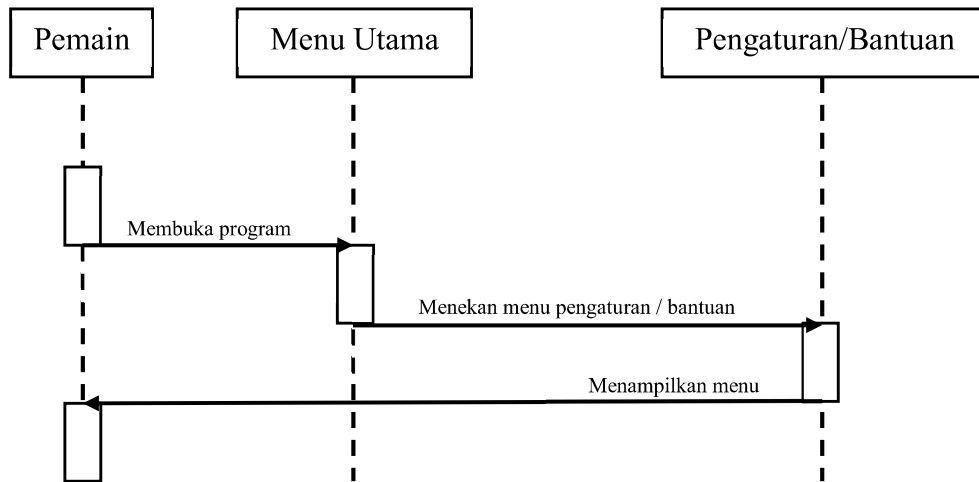 Pemain
Menu Utama
Pengaturan/Bantuan
Membuka program
Menekan menu pengaturan / bantuan
Menampilkan menu